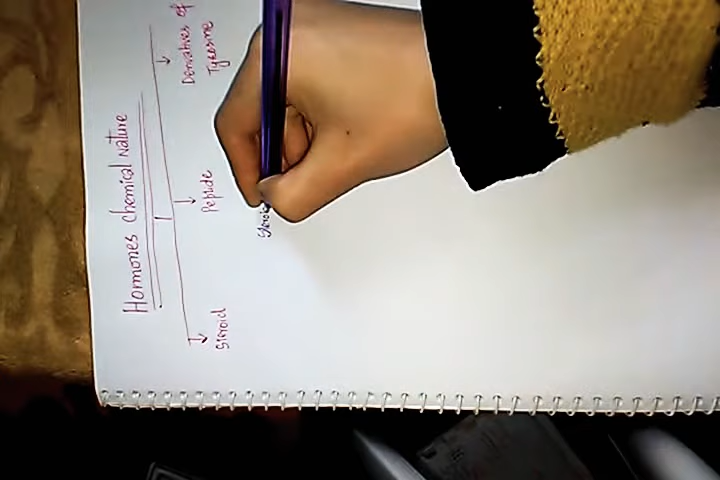 Hormones Chemical Nature
Steroid Peptide Derivatives of
Tyrosine